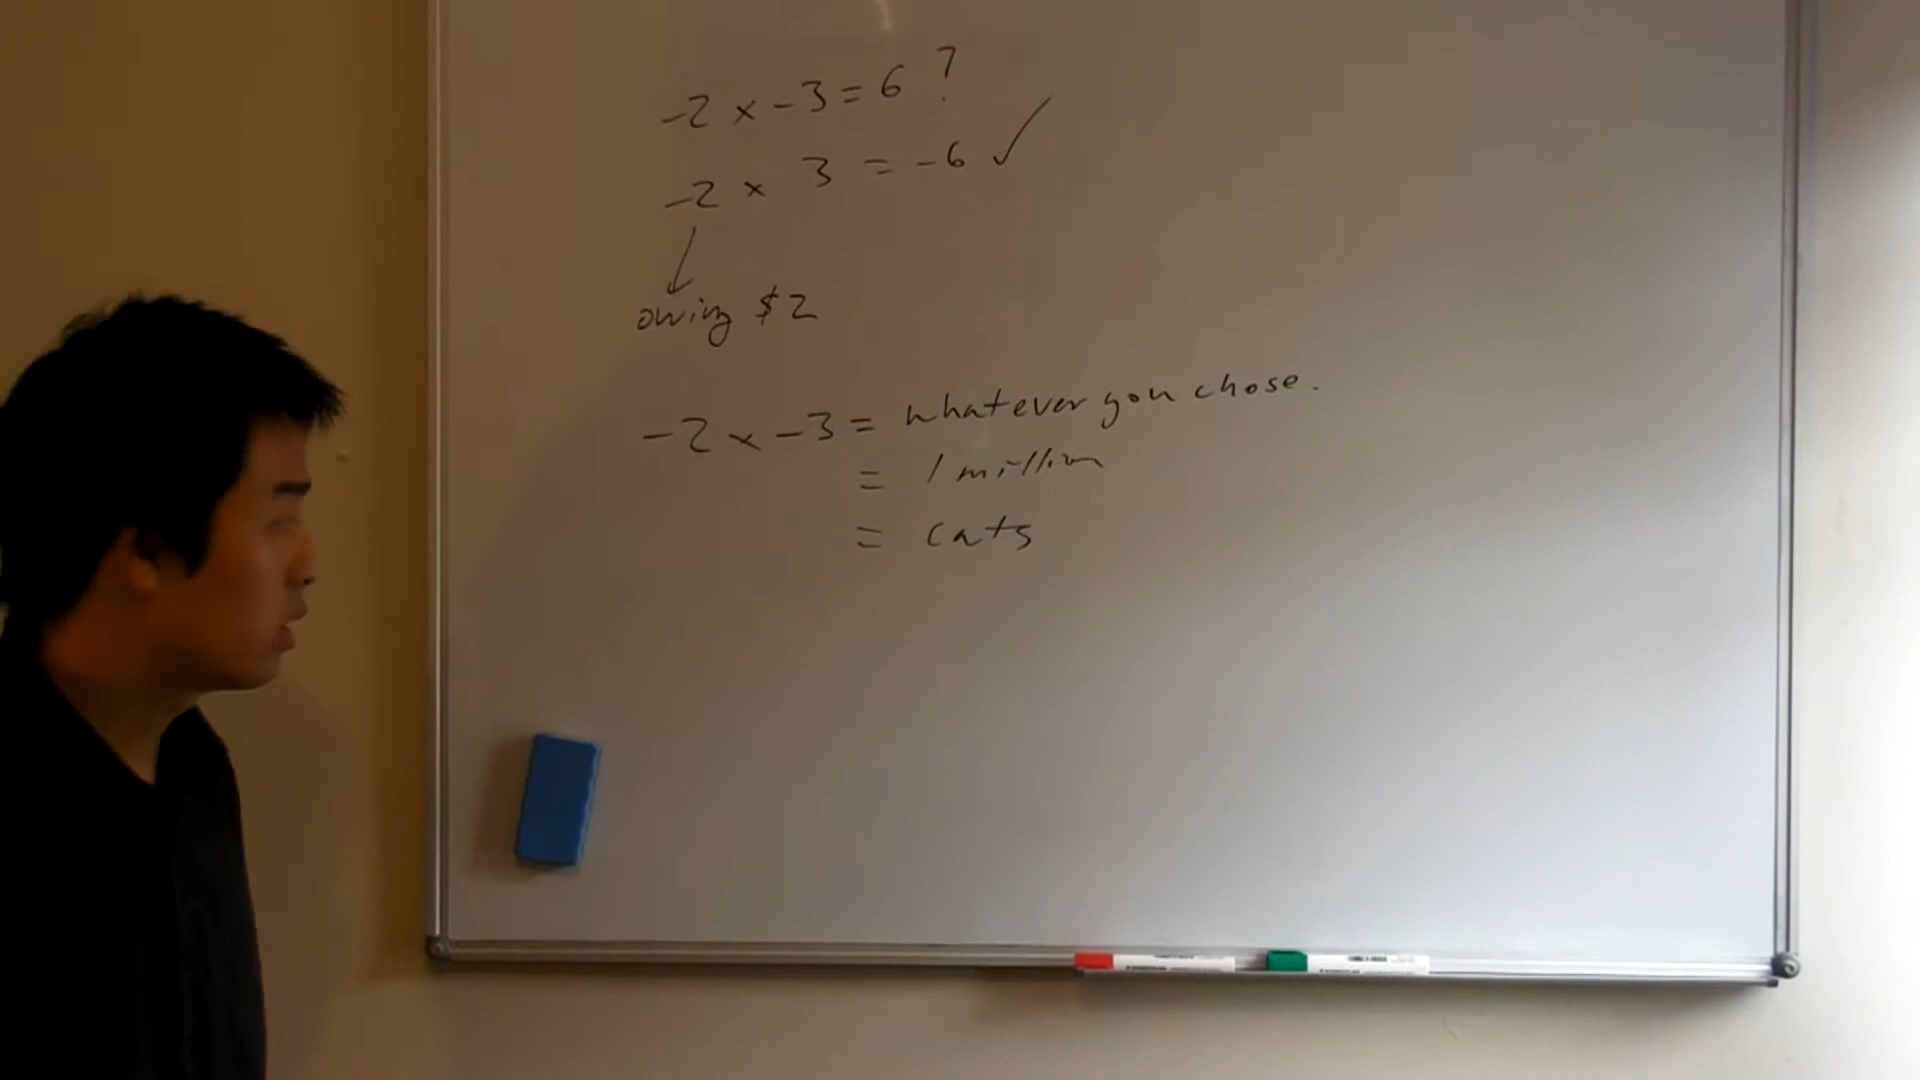 -2 x -3 = 6 ?
-2 x 3 = -6 ✓
owing $2
-2 x -3 = whatever you chose.
= 1 million
= cats